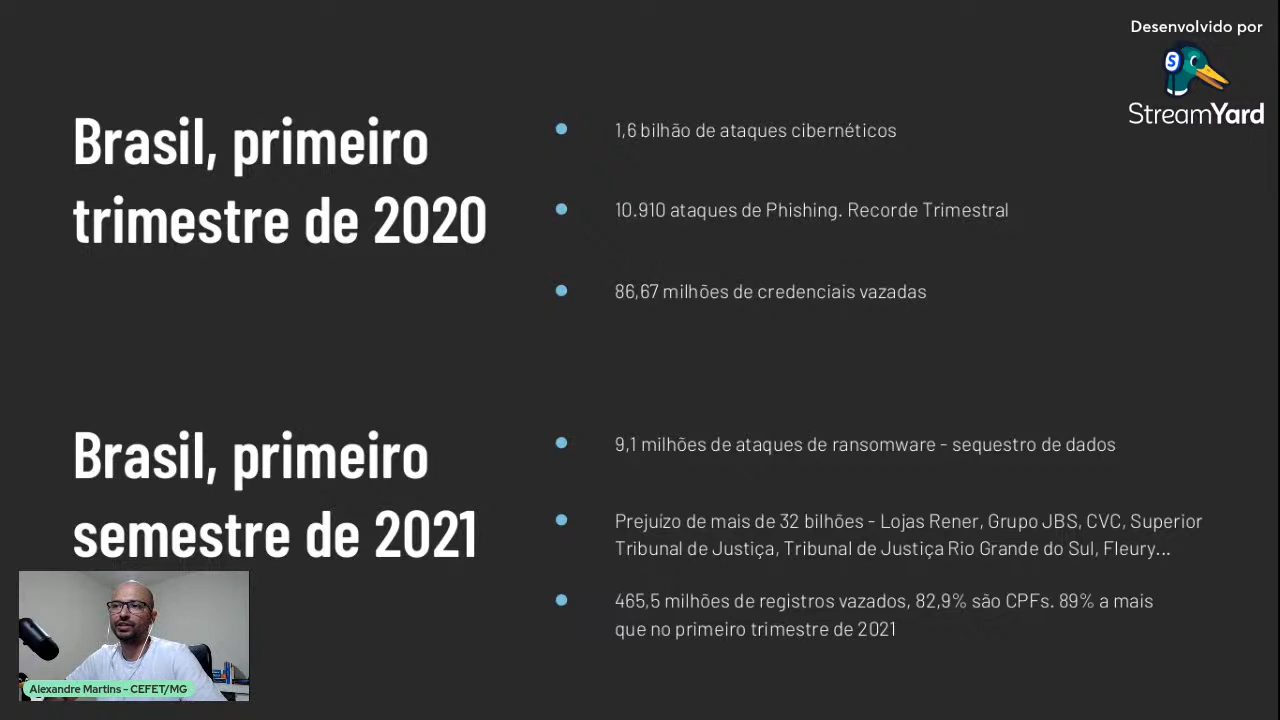 Desenvolvido por
S
StreamYard
Brasil, primeiro
trimestre de 2020
1,6 bilhão de ataques cibernéticos
10.910 ataques de Phishing. Recorde Trimestral
86,67 milhões de credenciais vazadas
Brasil, primeiro
semestre de 2021
9,1 milhões de ataques de ransomware - sequestro de dados
Prejuízo de mais de 32 bilhões - Lojas Rener, Grupo JBS, CVC, Superior
Tribunal de Justiça, Tribunal de Justiça Rio Grande do Sul, Fleury...
465,5 milhões de registros vazados, 82,9% são CPFs. 89% a mais
que no primeiro trimestre de 2021
Alexandre Martins - CEFET/MG